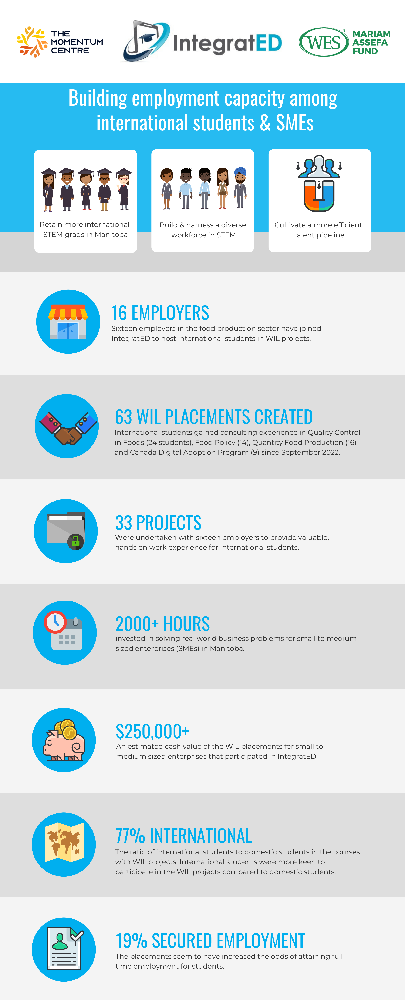 THE
MOMENTUM
CENTRE
IntegratED
WES®
MARIAM
ASSEFA
FUND
Building employment capacity among
international students & SMEs
Retain more international
STEM grads in Manitoba
Build & harness a diverse
workforce in STEM
Cultivate a more efficient
talent pipeline
16 EMPLOYERS
Sixteen employers in the food production sector have joined
IntegratED to host international students in WIL projects.
63 WIL PLACEMENTS CREATED
International students gained consulting experience in Quality Control
in Foods (24 students), Food Policy (14), Quantity Food Production (16)
and Canada Digital Adoption Program (9) since September 2022.
33 PROJECTS
Were undertaken with sixteen employers to provide valuable,
hands on work experience for international students.
2000+ HOURS
invested in solving real world business problems for small to medium
sized enterprises (SMEs) in Manitoba.
$250,000+
An estimated cash value of the WIL placements for small to
medium sized enterprises that participated in IntegratED.
77% INTERNATIONAL
The ratio of international students to domestic students in the courses
with WIL projects. International students were more keen to
participate in the WIL projects compared to domestic students.
19% SECURED EMPLOYMENT
The placements seem to have increased the odds of attaining full-
time employment for students.